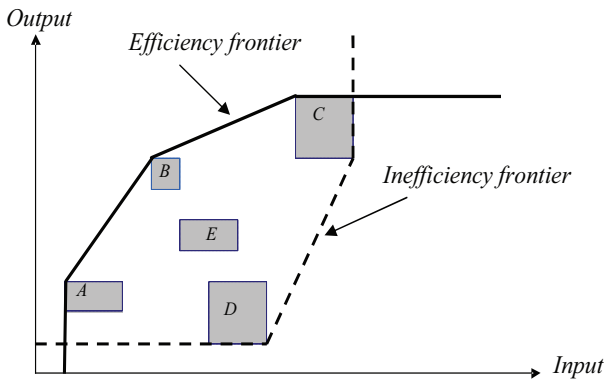 Output
Efficiency frontier
C
B
Inefficiency frontier
E
A
D
Input